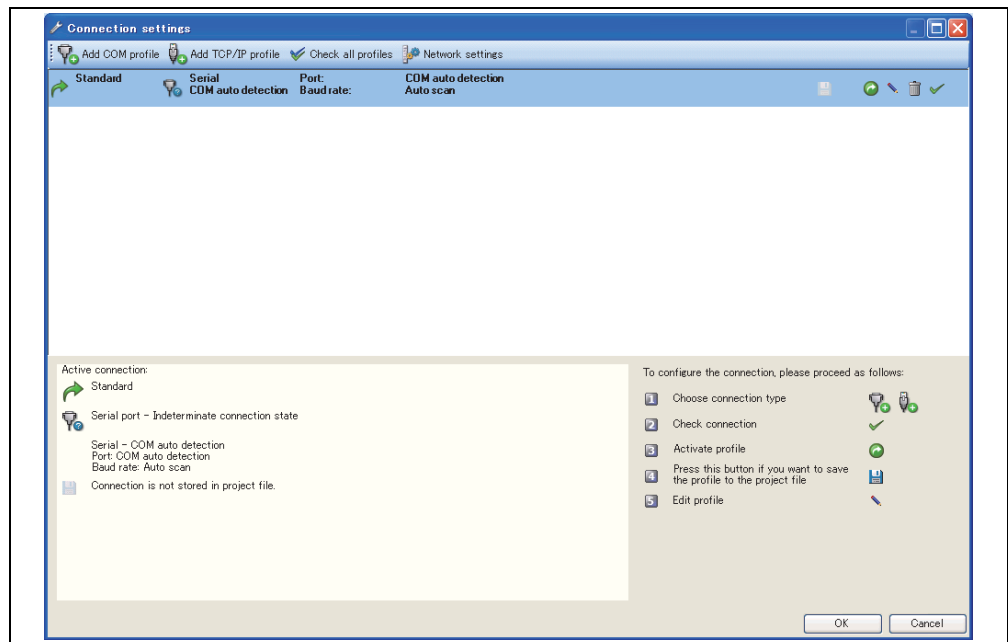 Connection settings
Add COM profile Add TCP/IP profile Check all profiles Network settings
Standard Serial Port: COM auto detection
COM auto detection Baud rate: Auto scan
Active connection:
Standard
Serial port - Indeterminate connection state
Serial - COM auto detection
Port: COM auto detection
Baud rate: Auto scan
Connection is not stored in project file.
To configure the connection, please proceed as follows:
1 Choose connection type
2 Check connection
3 Activate profile
4 Press this button if you want to save
the profile to the project file
5 Edit profile
OK Cancel